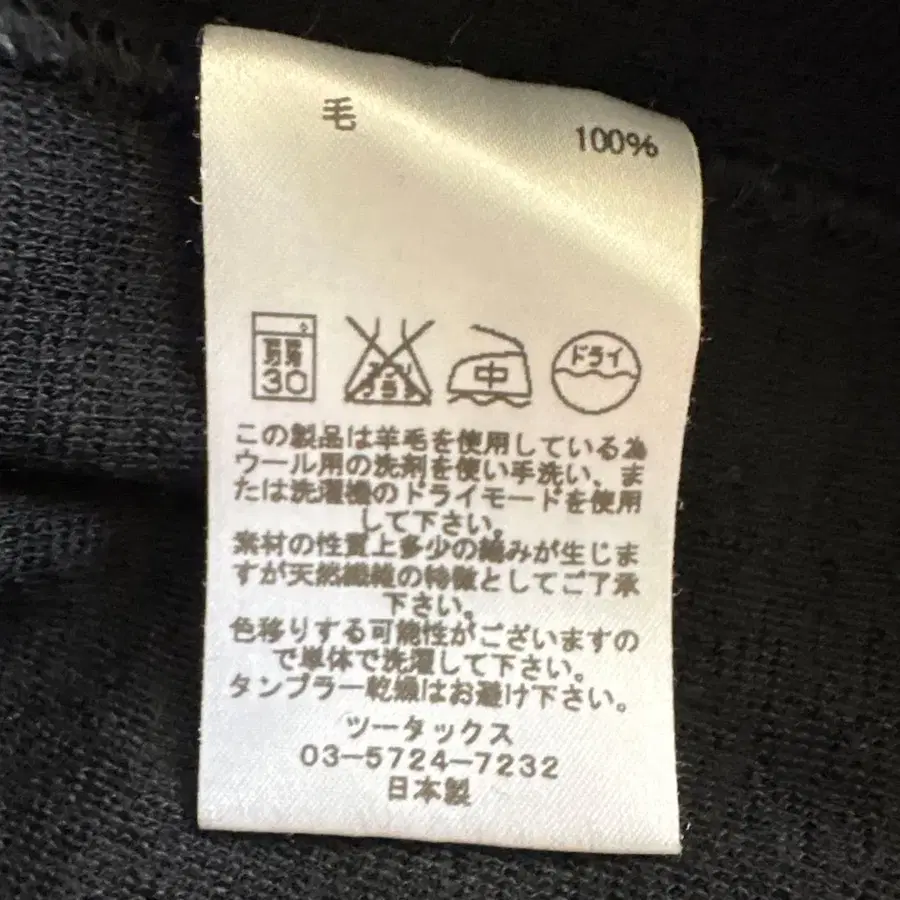 毛 100%
弱 30 エンソサラシ 中 ドライ
この製品は羊毛を使用している為
ウール用の洗剤を使い手洗い、ま
たは洗濯機のドライモードを使用
して下さい。
素材の性質上多少の縮みが生じま
すが天然繊維の特徴としてご了承
下さい。
色移りする可能性がございますの
で単体で洗濯して下さい。
タンブラー乾燥はお避け下さい。
ツータックス
03-5724-7232
日本製